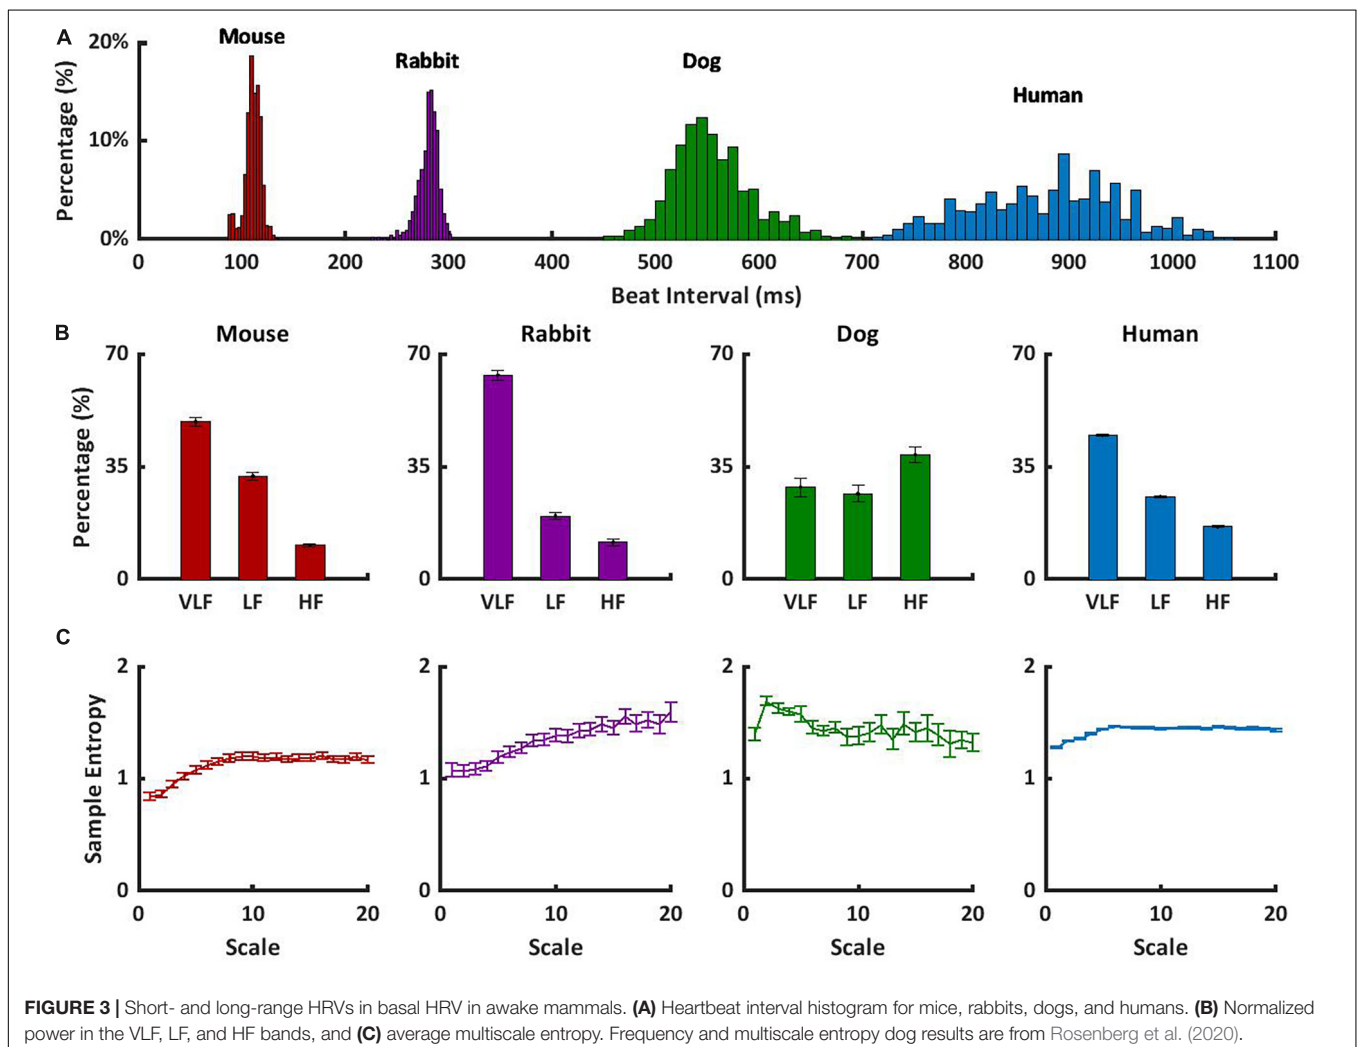 A
Mouse
Rabbit
Dog
Human
20%
10%
0%
Percentage (%)
0 100 200 300 400 500 600 700 800 900 1000 1100
Beat Interval (ms)
B
Mouse Rabbit Dog Human
Percentage (%)
70 70 70 70
35 35 35 35
0 0 0 0
VLF LF HF VLF LF HF VLF LF HF VLF LF HF
C
Sample Entropy
2 2 2 2
1 1 1 1
0 0 0 0
0 10 20 0 10 20 0 10 20 0 10 20
Scale Scale Scale Scale
FIGURE 3 | Short- and long-range HRVs in basal HRV in awake mammals. (A) Heartbeat interval histogram for mice, rabbits, dogs, and humans. (B) Normalized
power in the VLF, LF, and HF bands, and (C) average multiscale entropy. Frequency and multiscale entropy dog results are from Rosenberg et al. (2020).